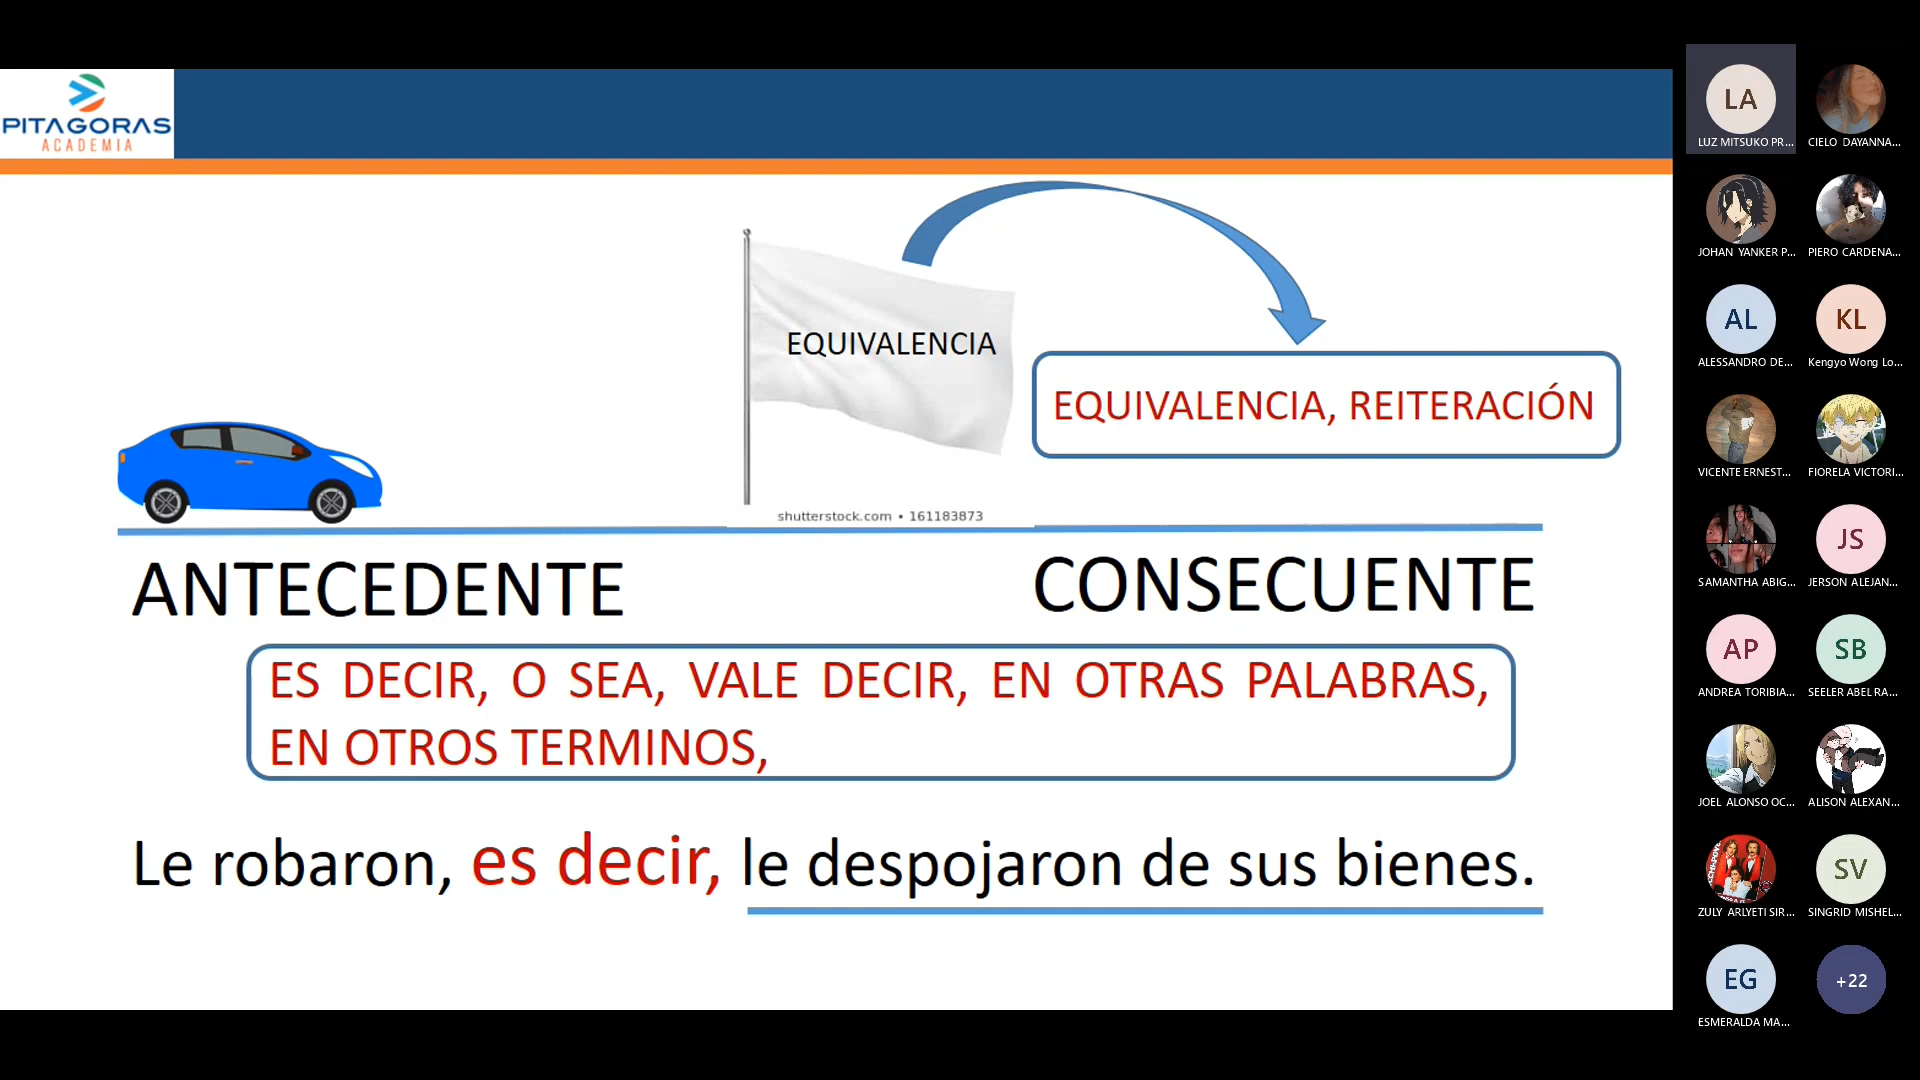 PITAGORAS
ACADEMIA
EQUIVALENCIA
EQUIVALENCIA, REITERACIÓN
shutterstock.com • 161183873
ANTECEDENTE
CONSECUENTE
ES DECIR, O SEA, VALE DECIR, EN OTRAS PALABRAS,
EN OTROS TERMINOS,
Le robaron, es decir, le despojaron de sus bienes.
LA
LUZ MITSUKO PR...
CIELO DAYANNA...
JOHAN YANKER P...
PIERO CARDENA...
AL
ALESSANDRO DE...
KL
Kengyo Wong Lo...
VICENTE ERNEST...
FIORELA VICTORI...
SAMANTHA ABIG...
JS
JERSON ALEJAN...
AP
ANDREA TORIBIA...
SB
SEELER ABEL RA...
JOEL ALONSO OC...
ALISON ALEXAN...
ZULY ARLYETI SIR...
SV
SINGRID MISHEL...
EG
ESMERALDA MA...
+22